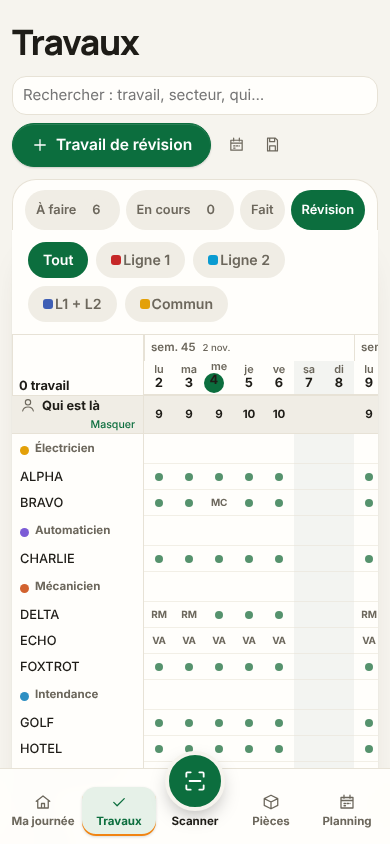 Travaux
Rechercher : travail, secteur, qui...
+ Travail de révision
À faire 6 En cours 0 Fait Révision
Tout Ligne 1 Ligne 2
L1 + L2 Commun
sem. 45 2 nov.
lu ma me je ve sa di lu
0 travail 2 3 4 5 6 7 8 9
Qui est là 9 9 9 10 10 9
Masquer
Électricien
ALPHA
BRAVO MC
Automaticien
CHARLIE
Mécanicien
DELTA RM RM RM
ECHO VA VA VA VA VA VA
FOXTROT
Intendance
GOLF
HOTEL
Ma journée Travaux Scanner Pièces Planning